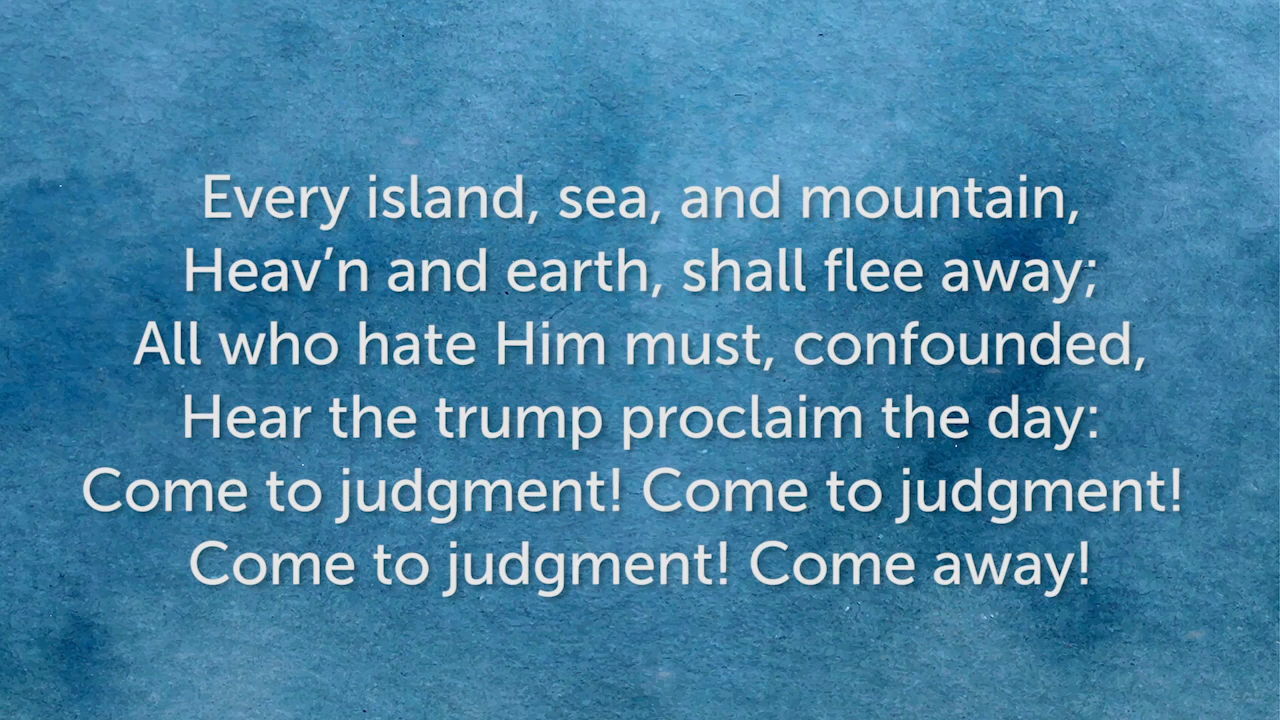 Every island, sea, and mountain,
Heav’n and earth, shall flee away;
All who hate Him must, confounded,
Hear the trump proclaim the day:
Come to judgment! Come to judgment!
Come to judgment! Come away!